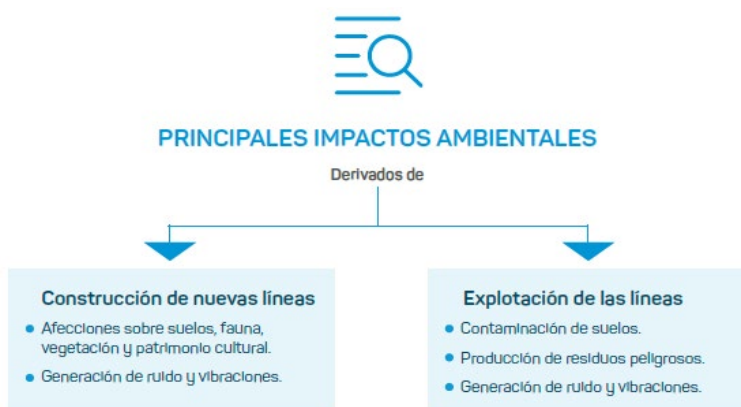 PRINCIPALES IMPACTOS AMBIENTALES
Derivados de
Construcción de nuevas líneas
• Afecciones sobre suelos, fauna,
vegetación y patrimonio cultural.
• Generación de ruido y vibraciones.
Explotación de las líneas
• Contaminación de suelos.
• Producción de residuos peligrosos.
• Generación de ruido y vibraciones.